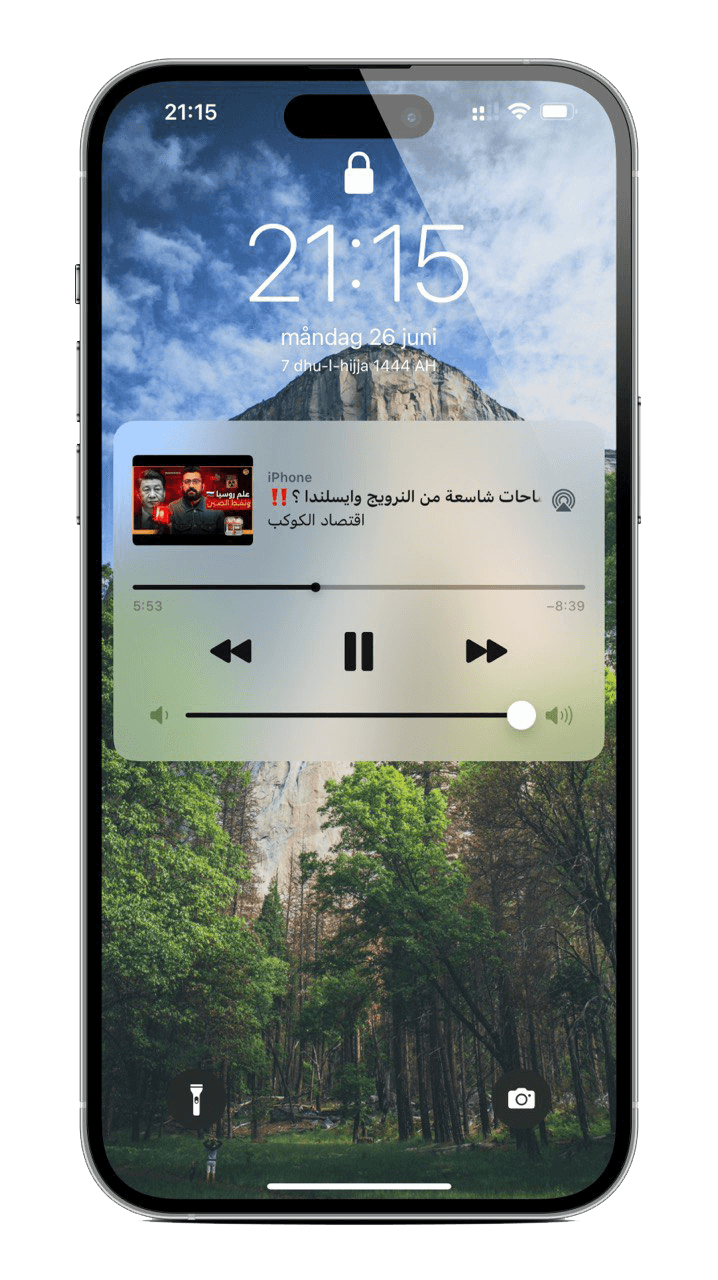 21:15
21:15
måndag 26 juni
7 dhu-l-hijja 1444 AH
iPhone
احات شاسعة من النرويج وايسلندا ؟ ‼️
اقتصاد الكوكب
علم روسيا
ونفط الصين
5:53
−8:39